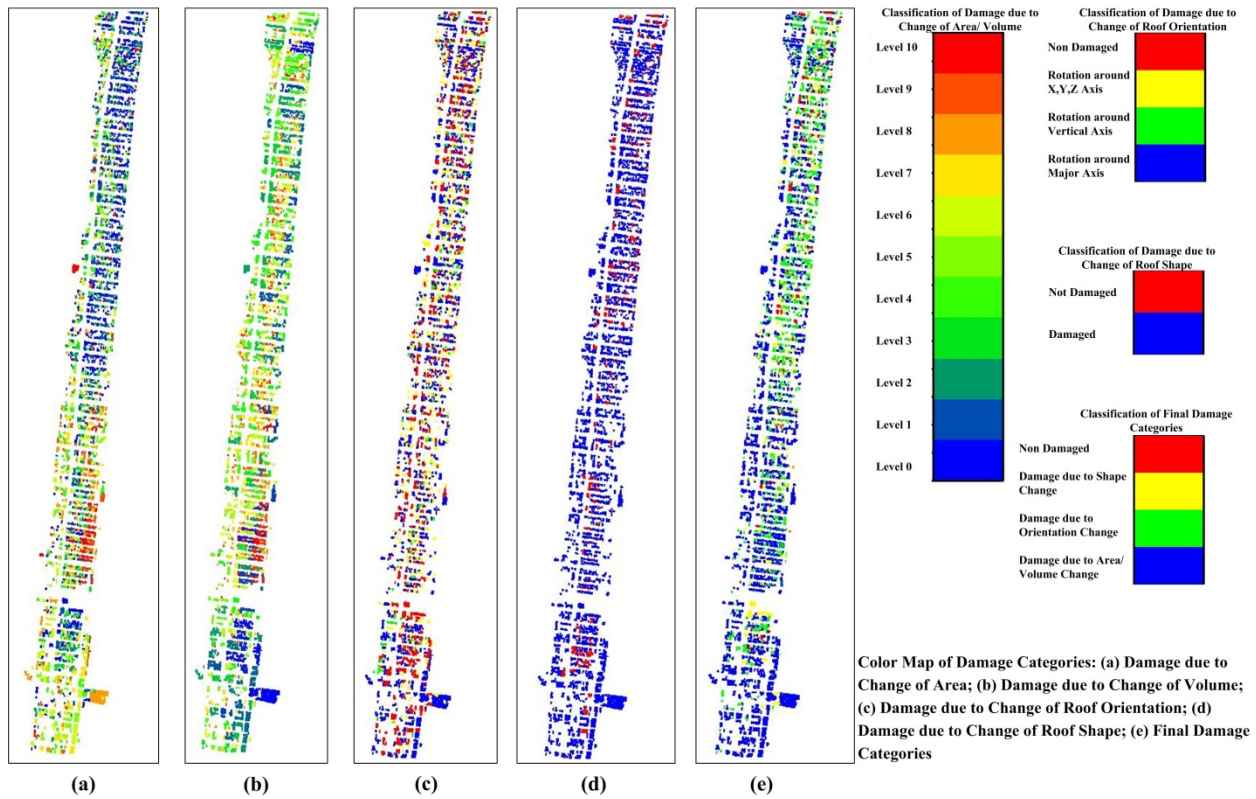 Classification of Damage due to
Change of Area/ Volume
Level 10
Level 9
Level 8
Level 7
Level 6
Level 5
Level 4
Level 3
Level 2
Level 1
Level 0
Classification of Damage due to
Change of Roof Orientation
Non Damaged
Rotation around
X,Y,Z Axis
Rotation around
Vertical Axis
Rotation around
Major Axis
Classification of Damage due to
Change of Roof Shape
Not Damaged
Damaged
Classification of Final Damage
Categories
Non Damaged
Damage due to Shape
Change
Damage due to
Orientation Change
Damage due to Area/
Volume Change
Color Map of Damage Categories: (a) Damage due to
Change of Area; (b) Damage due to Change of Volume;
(c) Damage due to Change of Roof Orientation; (d)
Damage due to Change of Roof Shape; (e) Final Damage
Categories
(a)
(b)
(c)
(d)
(e)